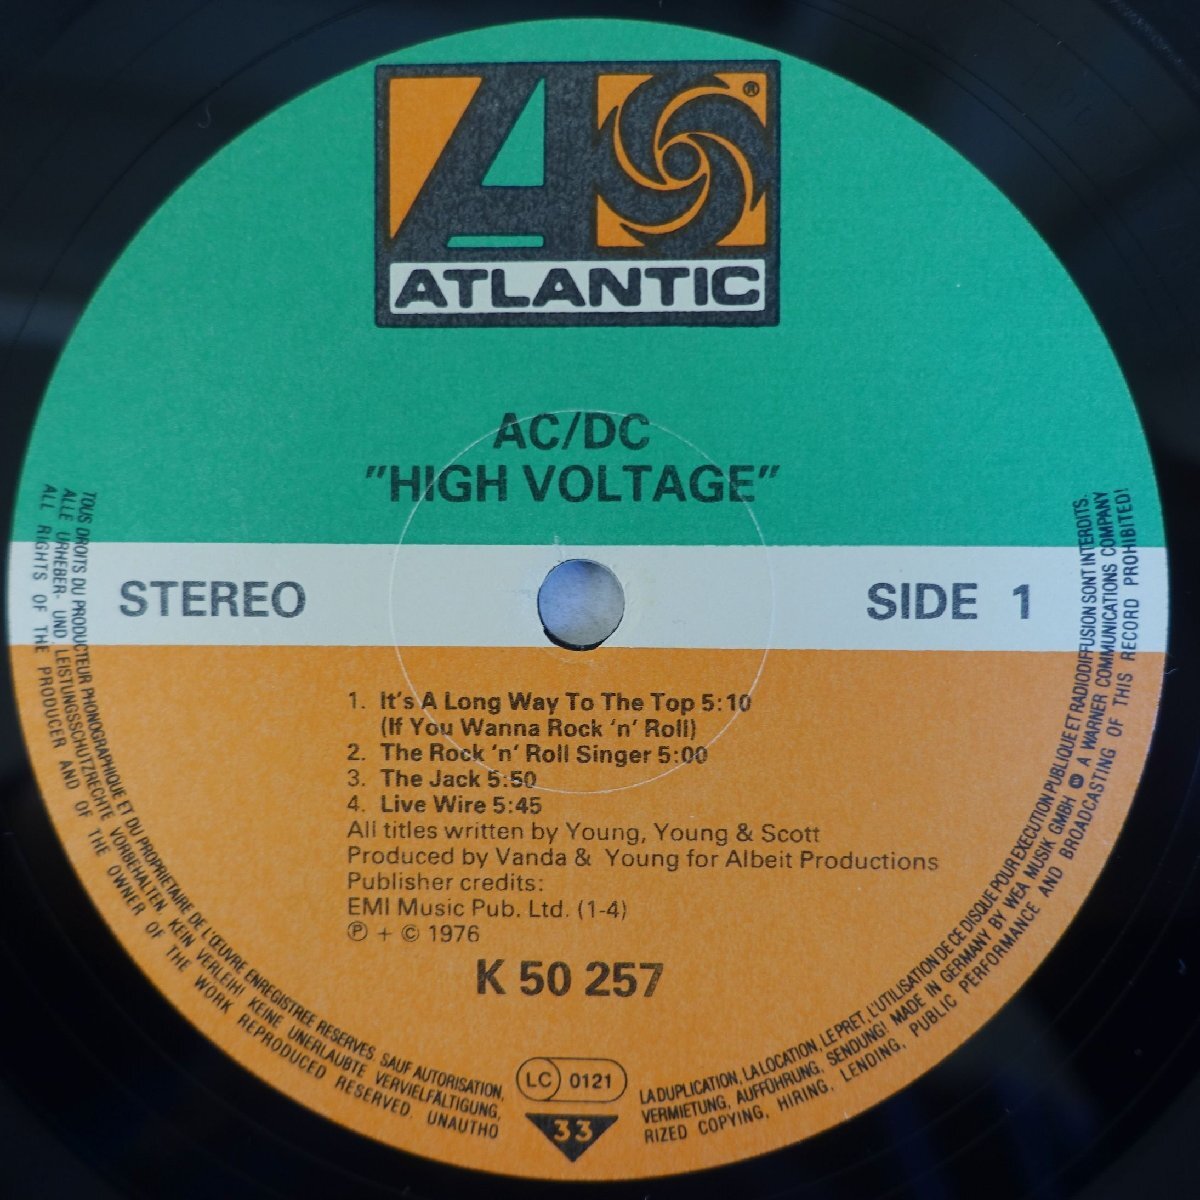 ®
ATLANTIC
AC/DC
"HIGH VOLTAGE"
STEREO
SIDE 1
1. It's A Long Way To The Top 5:10
(If You Wanna Rock 'n' Roll)
2. The Rock 'n' Roll Singer 5:00
3. The Jack 5:50
4. Live Wire 5:45
All titles written by Young, Young & Scott
Produced by Vanda & Young for Albeit Productions
Publisher credits:
EMI Music Pub. Ltd. (1-4)
℗ + © 1976
K 50 257
LC 0121
33
TOUS DROITS DU PRODUCTEUR PHONOGRAPHIQUE ET DU PROPRIETAIRE DE L'ŒUVRE ENREGISTREE RESERVES. SAUF AUTORISATION,
LA DUPLICATION, LA LOCATION, LE PRET, L'UTILISATION DE CE DISQUE POUR EXECUTION PUBLIQUE ET RADIODIFFUSION SONT INTERDITS.
ALLE URHEBER- UND LEISTUNGSSCHUTZRECHTE VORBEHALTEN. KEIN VERLEIH! KEINE UNERLAUBTE VERVIELFÄLTIGUNG,
VERMIETUNG, AUFFÜHRUNG, SENDUNG! MADE IN GERMANY BY WEA MUSIK GMBH A WARNER COMMUNICATIONS COMPANY
ALL RIGHTS OF THE PRODUCER AND OF THE OWNER OF THE WORK REPRODUCED RESERVED. UNAUTHO
RIZED COPYING, HIRING, LENDING, PUBLIC PERFORMANCE AND BROADCASTING OF THIS RECORD PROHIBITED!